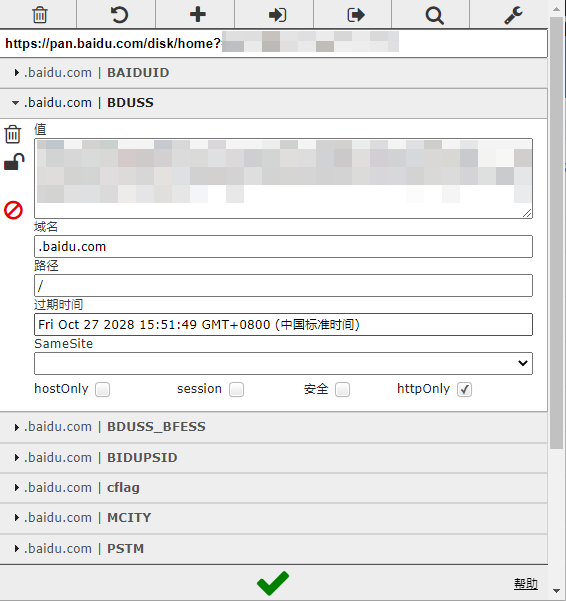 https://pan.baidu.com/disk/home?
.baidu.com | BAIDUID
.baidu.com | BDUSS
值
域名
.baidu.com
路径
/
过期时间
Fri Oct 27 2028 15:51:49 GMT+0800 (中国标准时间)
SameSite
hostOnly session 安全 httpOnly
.baidu.com | BDUSS_BFESS
.baidu.com | BIDUPSID
.baidu.com | cflag
.baidu.com | MCITY
.baidu.com | PSTM
帮助